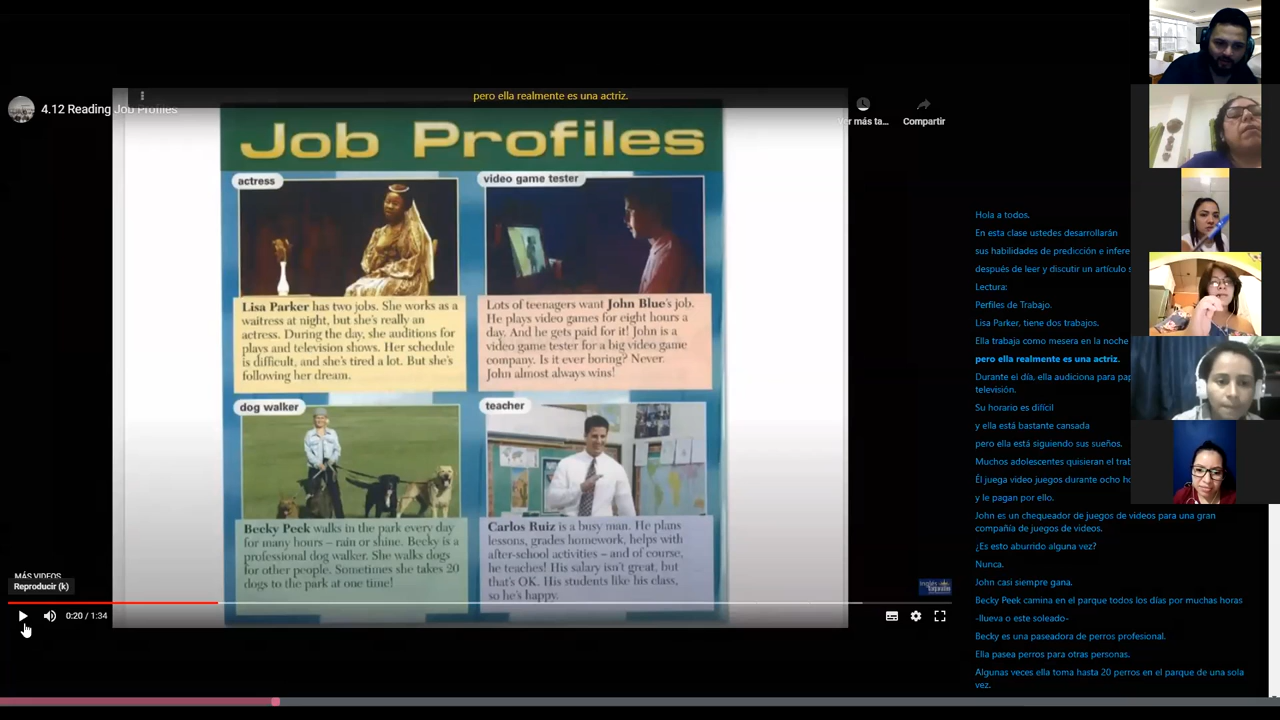 pero ella realmente es una actriz.
4.12 Reading Job Profiles
Ver más ta...
Compartir
Job Profiles
actress
Lisa Parker has two jobs. She works as a
waitress at night, but she's really an
actress. During the day, she auditions for
plays and television shows. Her schedule
is difficult, and she's tired a lot. But she's
following her dream.
video game tester
Lots of teenagers want John Blue's job.
He plays video games for eight hours a
day. And he gets paid for it! John is a
video game tester for a big video game
company. Is it ever boring? Never.
John almost always wins!
dog walker
Becky Peek walks in the park every day
for many hours – rain or shine. Becky is a
professional dog walker. She walks dogs
for other people. Sometimes she takes 20
dogs to the park at one time!
teacher
Carlos Ruiz is a busy man. He plans
lessons, grades homework, helps with
after-school activities – and of course,
he teaches! His salary isn't great, but
that's OK. His students like his class,
so he's happy.
MÁS VIDEOS
Reproducir (k)
0:20 / 1:34
Hola a todos.
En esta clase ustedes desarrollarán
sus habilidades de predicción e infere
después de leer y discutir un artículo
Lectura:
Perfiles de Trabajo.
Lisa Parker, tiene dos trabajos.
Ella trabaja como mesera en la noche
pero ella realmente es una actriz.
Durante el día, ella audiciona para pap
televisión.
Su horario es difícil
y ella está bastante cansada
pero ella está siguiendo sus sueños.
Muchos adolescentes quisieran el trab
Él juega video juegos durante ocho ho
y le pagan por ello.
John es un chequeador de juegos de videos para una gran
compañía de juegos de videos.
¿Es esto aburrido alguna vez?
Nunca.
John casi siempre gana.
Becky Peek camina en el parque todos los días por muchas horas
-llueva o este soleado-
Becky es una paseadora de perros profesional.
Ella pasea perros para otras personas.
Algunas veces ella toma hasta 20 perros en el parque de una sola
vez.